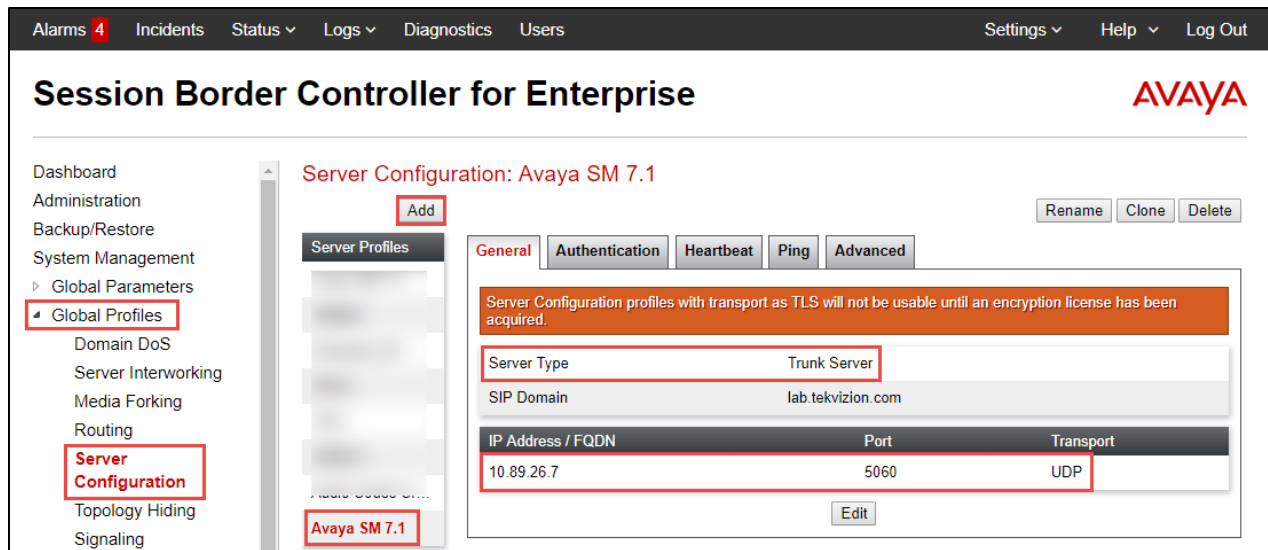 Alarms 4 Incidents Status Logs Diagnostics Users Settings Help Log Out
Session Border Controller for Enterprise
AVAYA
Dashboard
Administration
Backup/Restore
System Management
Global Parameters
Global Profiles
Domain DoS
Server Interworking
Media Forking
Routing
Server
Configuration
Topology Hiding
Signaling
Server Configuration: Avaya SM 7.1
Add
Rename Clone Delete
Server Profiles
Avaya SM 7.1
General Authentication Heartbeat Ping Advanced
Server Configuration profiles with transport as TLS will not be usable until an encryption license has been
acquired.
Server Type Trunk Server
SIP Domain lab.tekvizion.com
IP Address / FQDN Port Transport
10.89.26.7 5060 UDP
Edit